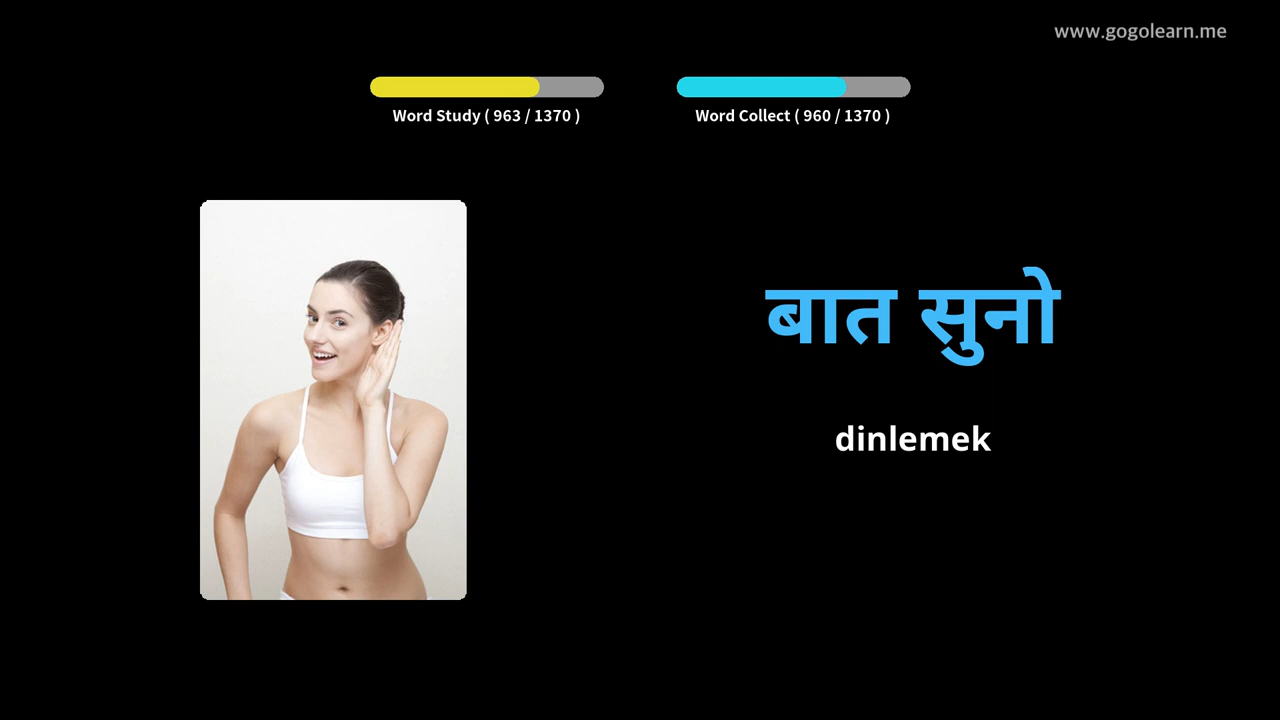 www.gogolearn.me
Word Study ( 963 / 1370 )
Word Collect ( 960 / 1370 )
बात सुनो
dinlemek